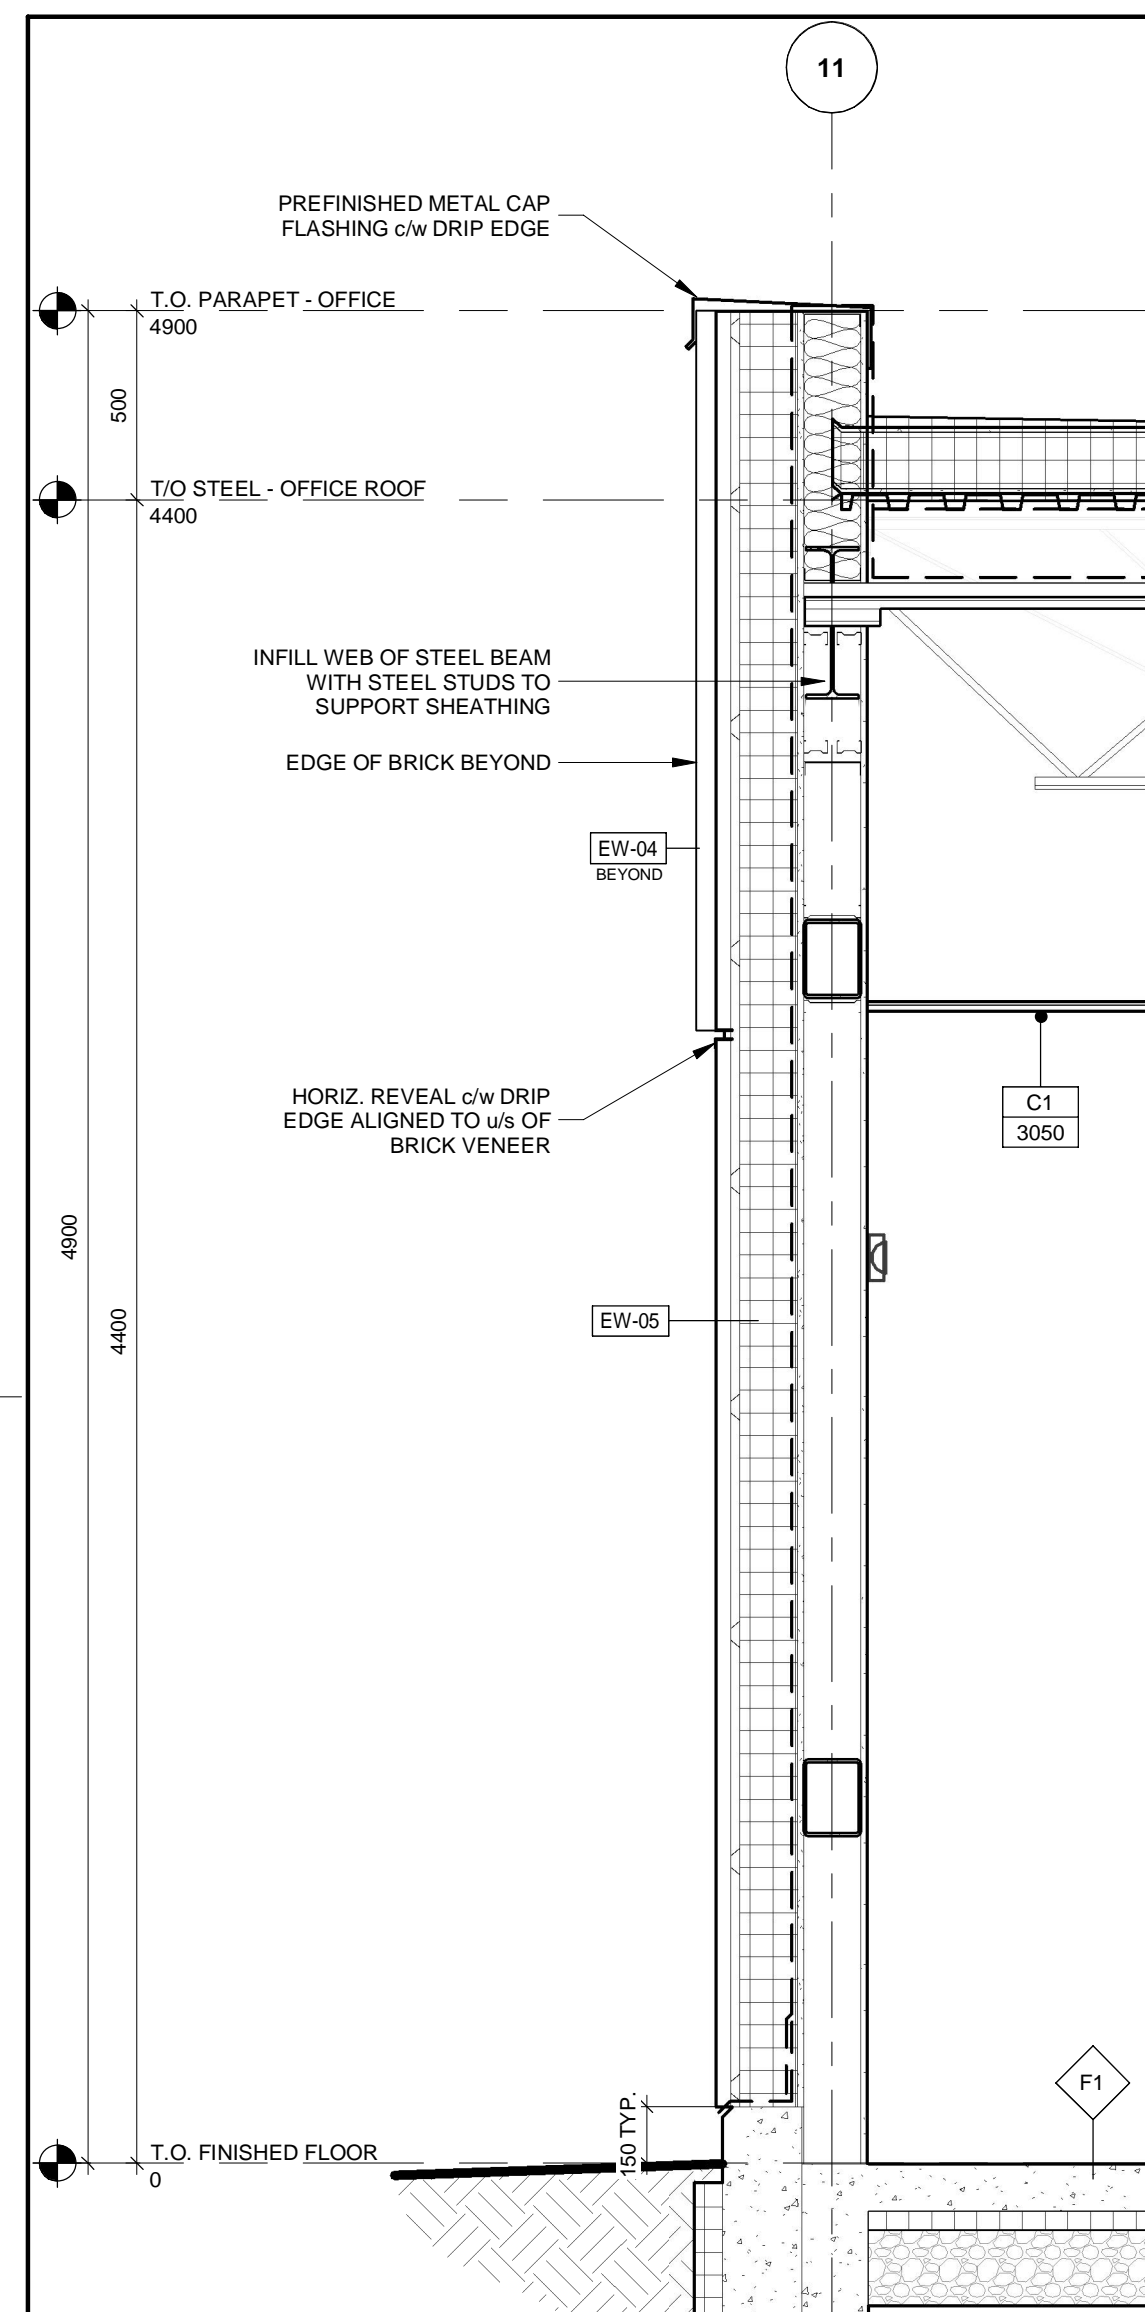 11
PREFINISHED METAL CAP
FLASHING c/w DRIP EDGE
T.O. PARAPET - OFFICE
4900
500
T/O STEEL - OFFICE ROOF
4400
INFILL WEB OF STEEL BEAM
WITH STEEL STUDS TO
SUPPORT SHEATHING
EDGE OF BRICK BEYOND
EW-04
BEYOND
HORIZ. REVEAL c/w DRIP
EDGE ALIGNED TO u/s OF
BRICK VENEER
C1
3050
4900
4400
EW-05
F1
150 TYP.
T.O. FINISHED FLOOR
0